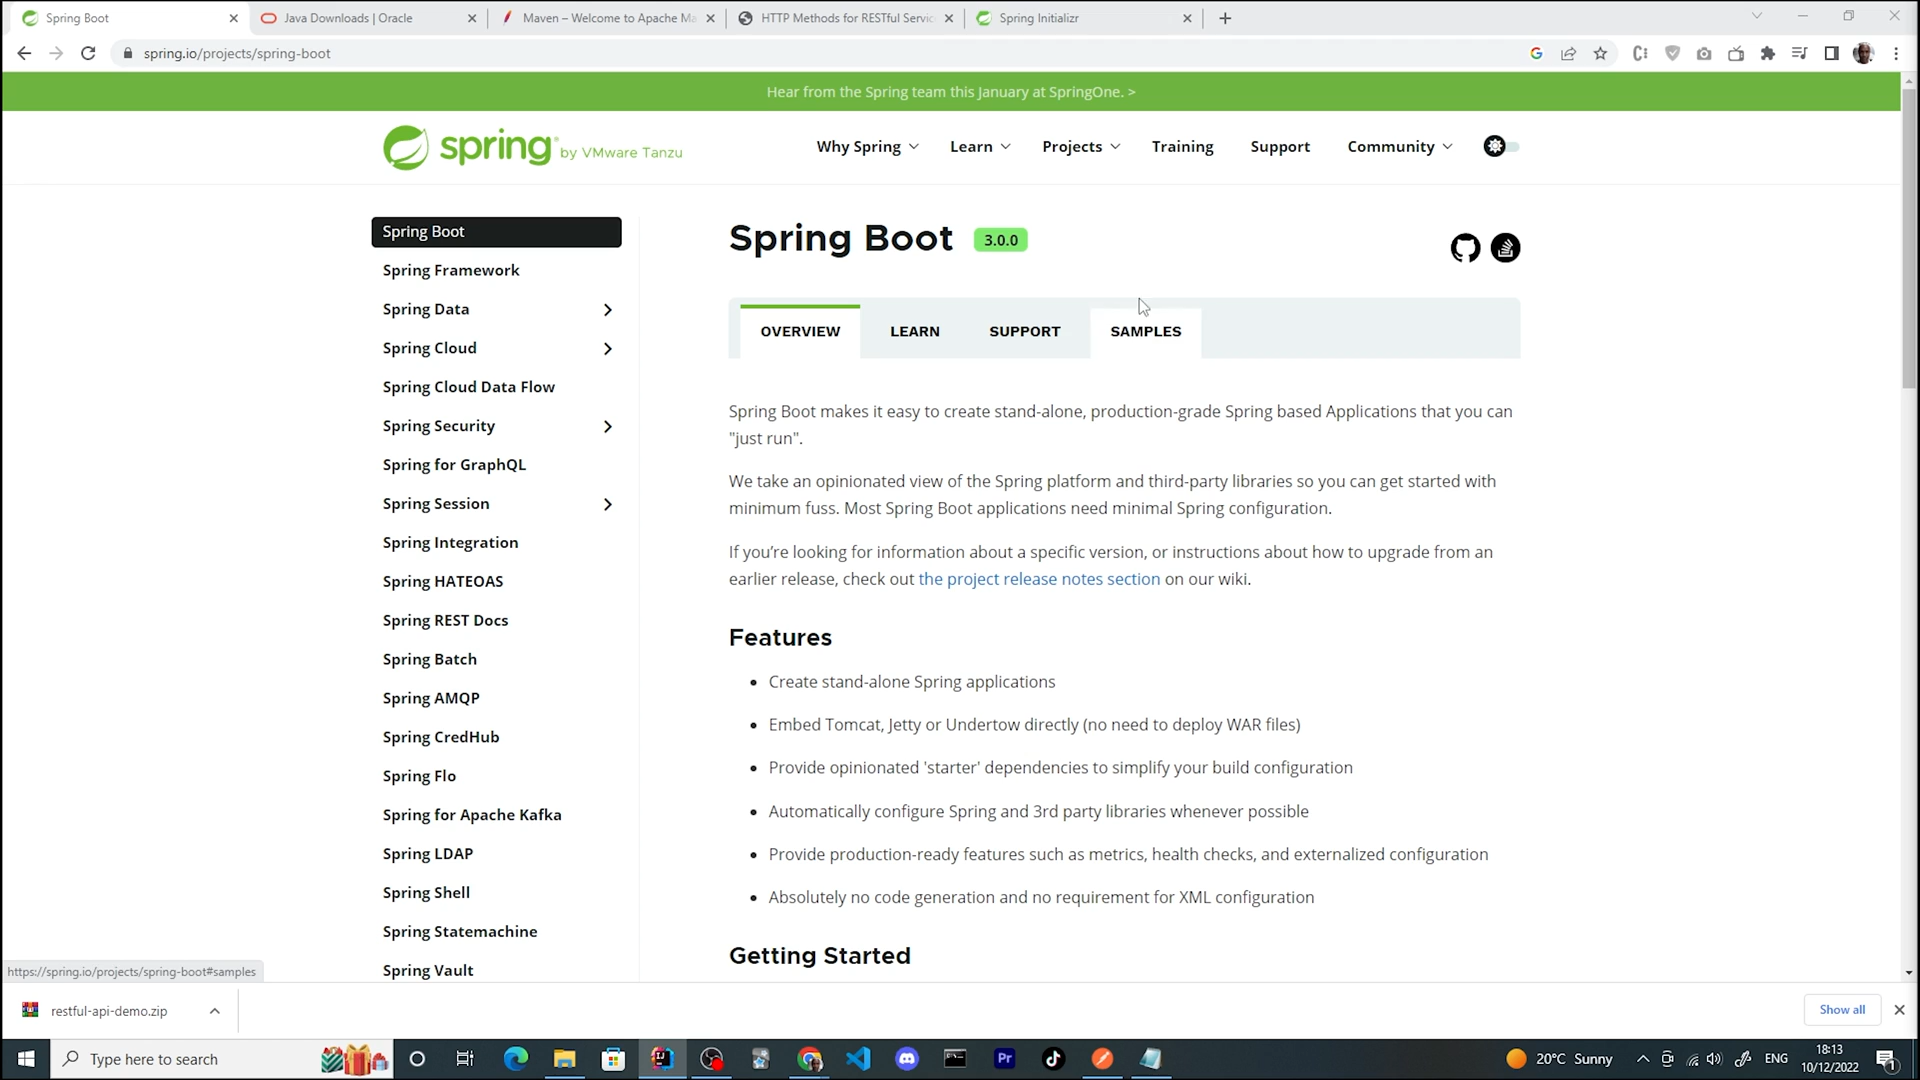 Spring Boot
Java Downloads | Oracle
Maven – Welcome to Apache Ma
HTTP Methods for RESTful Servic
Spring Initializr
spring.io/projects/spring-boot
Hear from the Spring team this January at SpringOne. >
spring by VMware Tanzu
Why Spring
Learn
Projects
Training
Support
Community
Spring Boot
Spring Framework
Spring Data
Spring Cloud
Spring Cloud Data Flow
Spring Security
Spring for GraphQL
Spring Session
Spring Integration
Spring HATEOAS
Spring REST Docs
Spring Batch
Spring AMQP
Spring CredHub
Spring Flo
Spring for Apache Kafka
Spring LDAP
Spring Shell
Spring Statemachine
Spring Vault
Spring Boot 3.0.0
OVERVIEW
LEARN
SUPPORT
SAMPLES
Spring Boot makes it easy to create stand-alone, production-grade Spring based Applications that you can
"just run".
We take an opinionated view of the Spring platform and third-party libraries so you can get started with
minimum fuss. Most Spring Boot applications need minimal Spring configuration.
If you’re looking for information about a specific version, or instructions about how to upgrade from an
earlier release, check out the project release notes section on our wiki.
Features
• Create stand-alone Spring applications
• Embed Tomcat, Jetty or Undertow directly (no need to deploy WAR files)
• Provide opinionated 'starter' dependencies to simplify your build configuration
• Automatically configure Spring and 3rd party libraries whenever possible
• Provide production-ready features such as metrics, health checks, and externalized configuration
• Absolutely no code generation and no requirement for XML configuration
Getting Started
https://spring.io/projects/spring-boot#samples
restful-api-demo.zip
Show all
Type here to search
Pr
20°C Sunny
ENG
18:13
10/12/2022
1